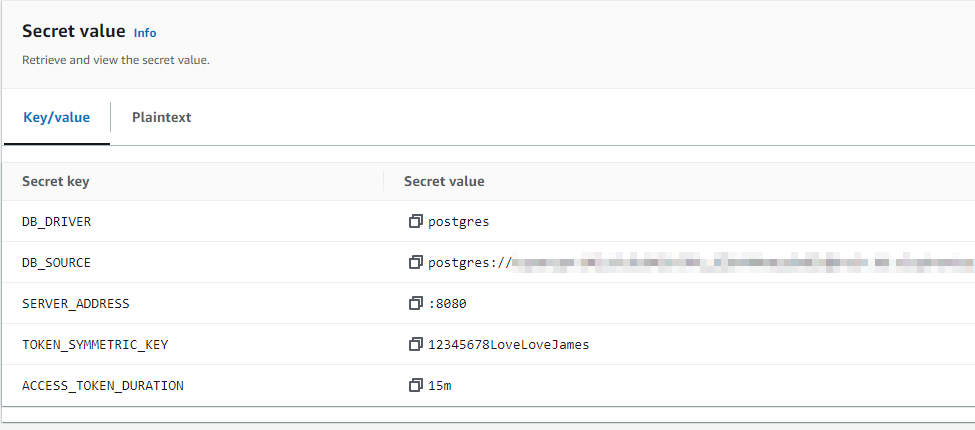 Secret value Info
Retrieve and view the secret value.
Key/value Plaintext
Secret key Secret value
DB_DRIVER postgres
DB_SOURCE postgres://
SERVER_ADDRESS :8080
TOKEN_SYMMETRIC_KEY 12345678LoveLoveJames
ACCESS_TOKEN_DURATION 15m